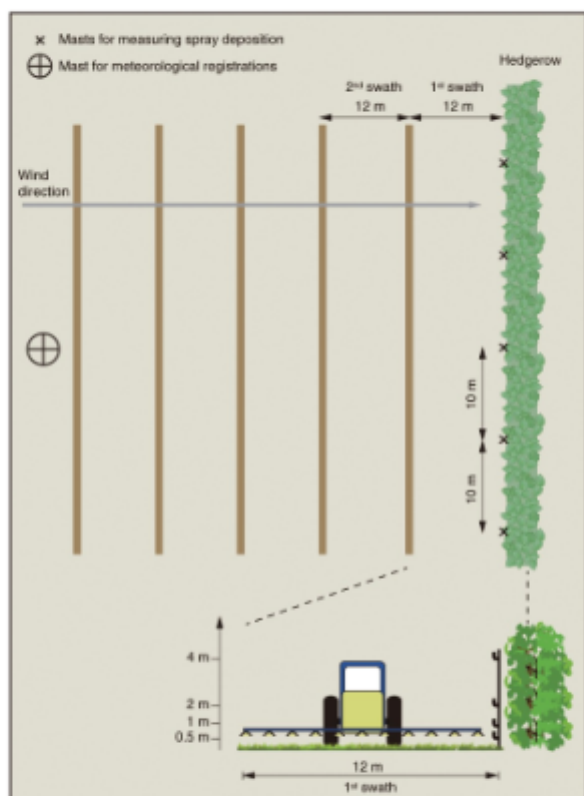 × Masts for measuring spray deposition
⊕ Mast for meteorological registrations
Hedgerow
2nd swath
12 m
1st swath
12 m
Wind
direction
10 m
10 m
4 m
2 m
1 m
0.5 m
12 m
1st swath